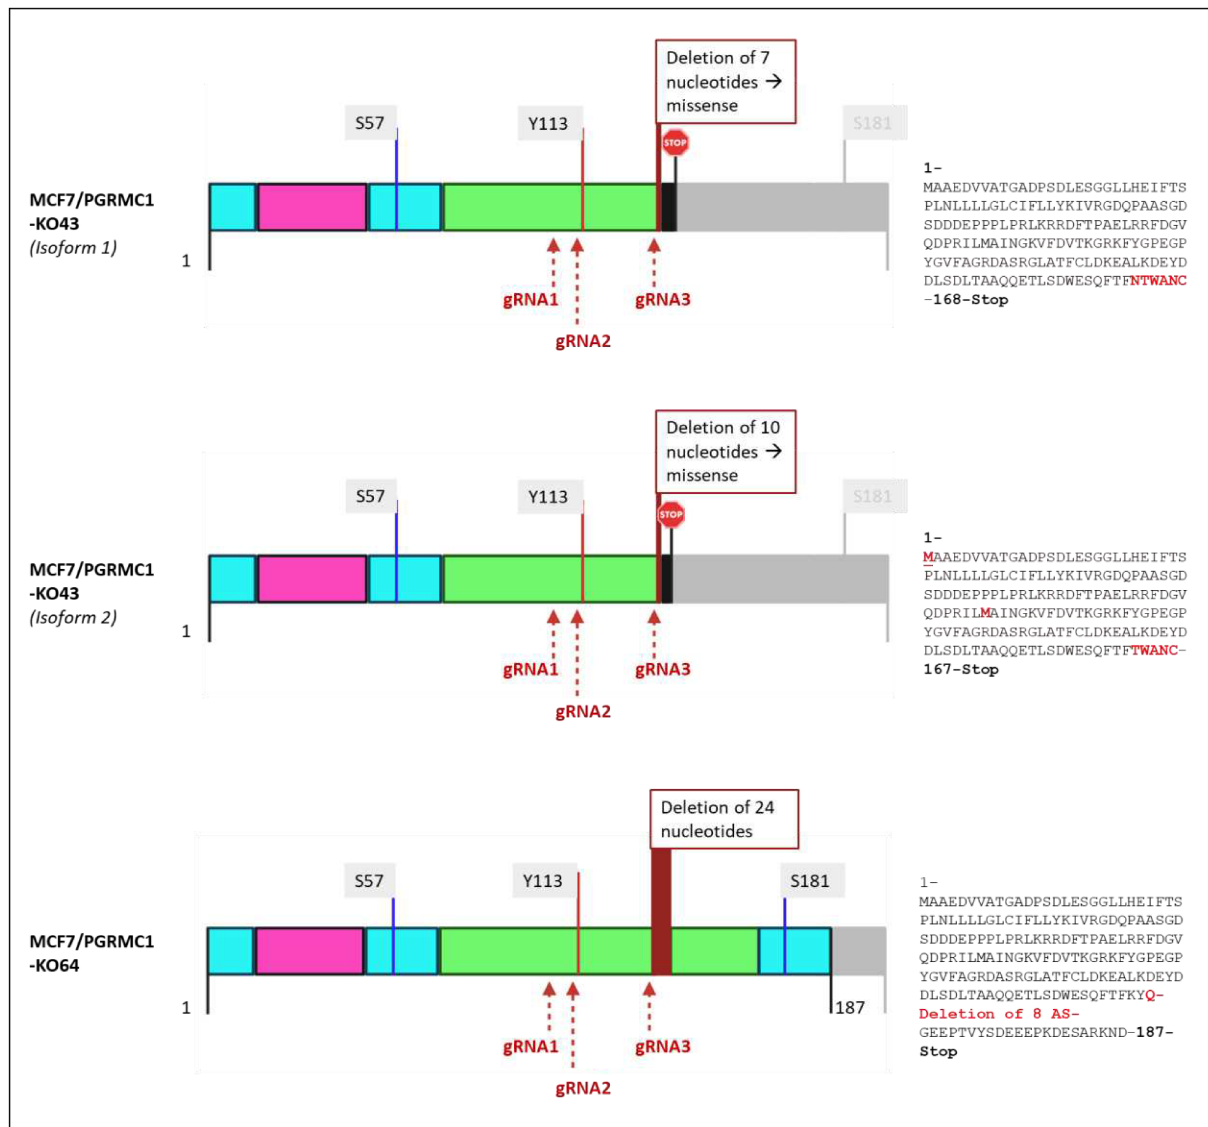 Deletion of 7
nucleotides →
missense
S57
Y113
S181
STOP
MCF7/PGRMC1
-KO43
(Isoform 1)
1
gRNA1
gRNA2
gRNA3
1-
MAAEDVVATGADPSDLESGGLLHEIFTS
PLNLLLLGLCIFLLYKIVRGDQPAASGD
SDDDEPPPLPRLKRRDFTPAELRRFDGV
QDPRILMAINGKVFDVTKGRKFYGPEGP
YGVFAGRDASRGLATFCLDKEALKDEYD
DLSDLTAAQQETLSDWESQFTFNTWANC
-168-Stop
Deletion of 10
nucleotides →
missense
S57
Y113
S181
STOP
MCF7/PGRMC1
-KO43
(Isoform 2)
1
gRNA1
gRNA2
gRNA3
1-
MAAEDVVATGADPSDLESGGLLHEIFTS
PLNLLLLGLCIFLLYKIVRGDQPAASGD
SDDDEPPPLPRLKRRDFTPAELRRFDGV
QDPRILMAINGKVFDVTKGRKFYGPEGP
YGVFAGRDASRGLATFCLDKEALKDEYD
DLSDLTAAQQETLSDWESQFTFTWANC-
167-Stop
Deletion of 24
nucleotides
S57
Y113
S181
MCF7/PGRMC1
-KO64
1
187
gRNA1
gRNA2
gRNA3
1-
MAAEDVVATGADPSDLESGGLLHEIFTS
PLNLLLLGLCIFLLYKIVRGDQPAASGD
SDDDEPPPLPRLKRRDFTPAELRRFDGV
QDPRILMAINGKVFDVTKGRKFYGPEGP
YGVFAGRDASRGLATFCLDKEALKDEYD
DLSDLTAAQQETLSDWESQFTFKYQ-
Deletion of 8 AS-
GEEPTVYSDEEEPKDESARKND-187-
Stop